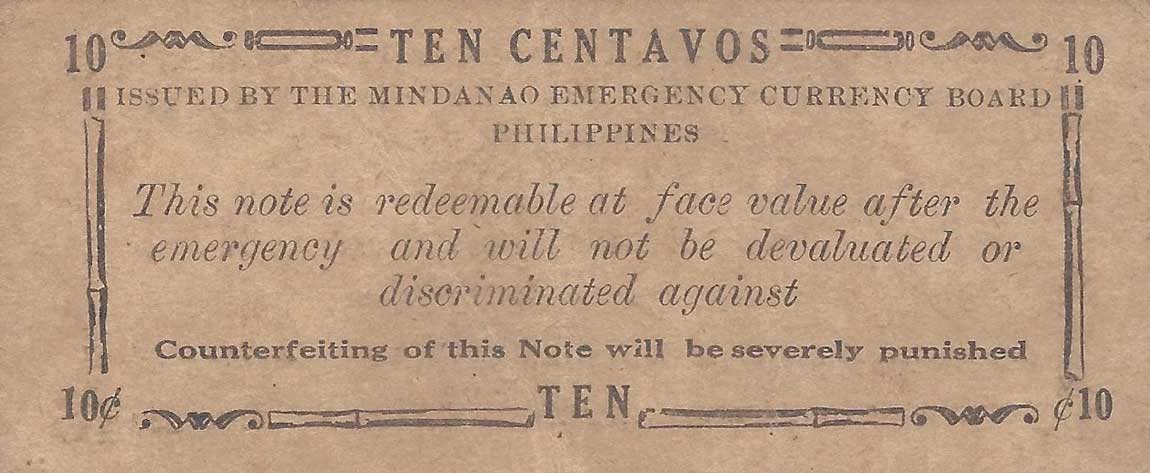 10 TEN CENTAVOS 10
ISSUED BY THE MINDANAO EMERGENCY CURRENCY BOARD
PHILIPPINES
This note is redeemable at face value after the
emergency and will not be devaluated or
discriminated against
Counterfeiting of this Note will be severely punished
10¢ TEN ¢10